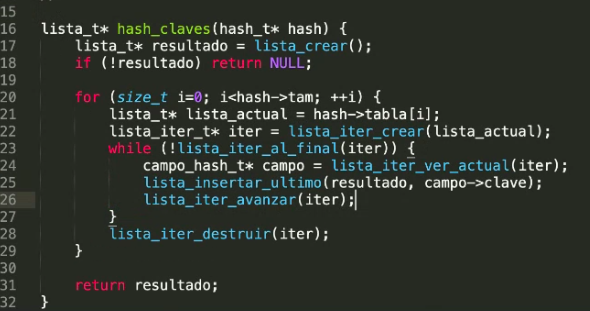 15
16 lista_t* hash_claves(hash_t* hash) {
17     lista_t* resultado = lista_crear();
18     if (!resultado) return NULL;
19
20     for (size_t i=0; i<hash->tam; ++i) {
21         lista_t* lista_actual = hash->tabla[i];
22         lista_iter_t* iter = lista_iter_crear(lista_actual);
23         while (!lista_iter_al_final(iter)) {
24             campo_hash_t* campo = lista_iter_ver_actual(iter);
25             lista_insertar_ultimo(resultado, campo->clave);
26             lista_iter_avanzar(iter);
27         }
28         lista_iter_destruir(iter);
29     }
30
31     return resultado;
32 }